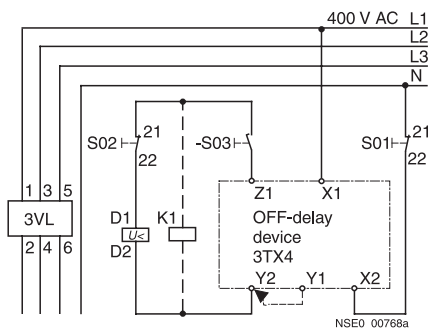 400 V AC L1
L2
L3
N
S02 21
22
-S03
S01 21
22
1 3 5
3VL
2 4 6
Z1 X1
D1
U<
D2
K1
OFF-delay
device
3TX4
Y2 Y1 X2
NSE0 00768a